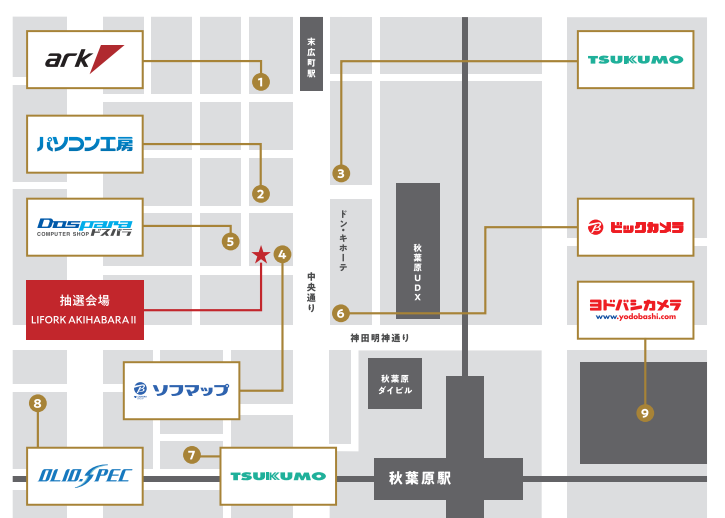 ark
末広町駅
TSUKUMO
1
パソコン工房
3
2
Dospara
COMPUTER SHOP ドスパラ
5
4
ドン・キホーテ
秋葉原UDX
ビックカメラ
抽選会場
LIFORK AKIHABARA II
中央通り
6
ヨドバシカメラ
www.yodobashi.com
神田明神通り
秋葉原
ダイビル
ソフマップ
8
9
7
OLIO.SPEC
TSUKUMO
秋葉原駅